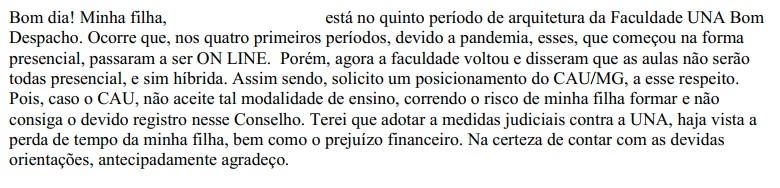 Bom dia! Minha filha, está no quinto período de arquitetura da Faculdade UNA Bom
Despacho. Ocorre que, nos quatro primeiros períodos, devido a pandemia, esses, que começou na forma
presencial, passaram a ser ON LINE. Porém, agora a faculdade voltou e disseram que as aulas não serão
todas presencial, e sim híbrida. Assim sendo, solicito um posicionamento do CAU/MG, a esse respeito.
Pois, caso o CAU, não aceite tal modalidade de ensino, correndo o risco de minha filha formar e não
consiga o devido registro nesse Conselho. Terei que adotar a medidas judiciais contra a UNA, haja vista a
perda de tempo da minha filha, bem como o prejuízo financeiro. Na certeza de contar com as devidas
orientações, antecipadamente agradeço.